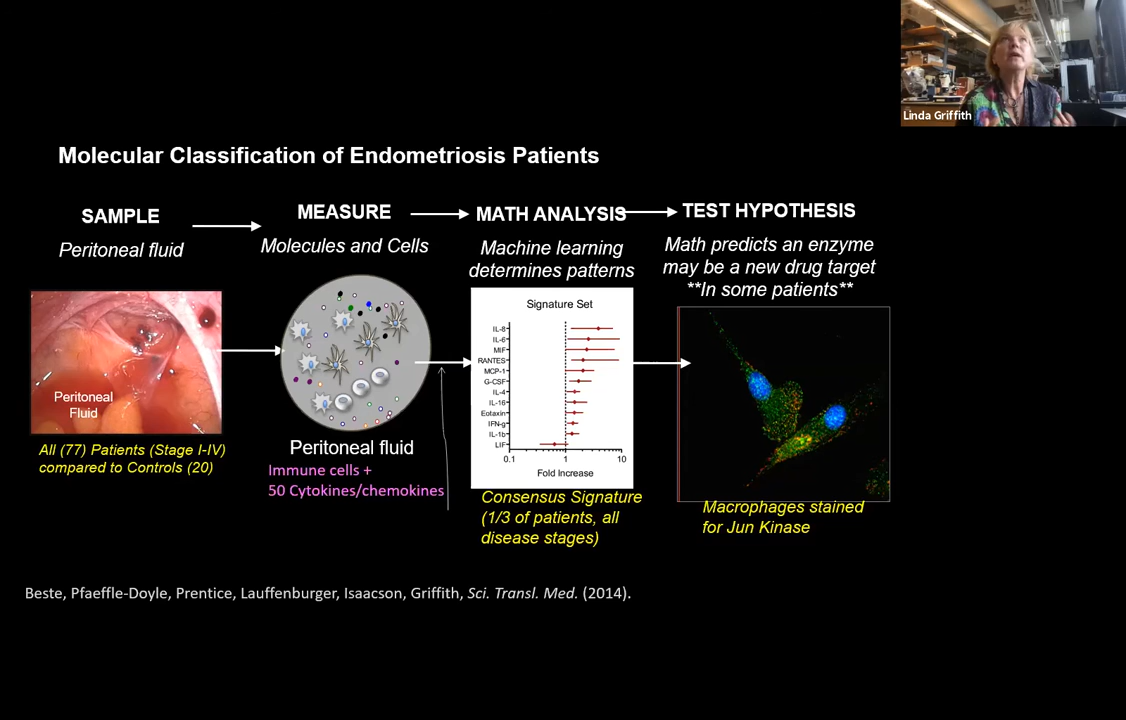 Linda Griffith
Molecular Classification of Endometriosis Patients
SAMPLE
Peritoneal fluid
MEASURE
Molecules and Cells
MATH ANALYSIS
Machine learning
determines patterns
TEST HYPOTHESIS
Math predicts an enzyme
may be a new drug target
**In some patients**
Peritoneal
Fluid
All (77) Patients (Stage I-IV)
compared to Controls (20)
Peritoneal fluid
Immune cells +
50 Cytokines/chemokines
Signature Set
IL-8
IL-6
MIF
RANTES
MCP-1
G-CSF
IL-4
IL-16
Eotaxin
IFN-g
IL-1b
LIF
0.1 1 10
Fold Increase
Consensus Signature
(1/3 of patients, all
disease stages)
Macrophages stained
for Jun Kinase
Beste, Pfaeffle-Doyle, Prentice, Lauffenburger, Isaacson, Griffith, Sci. Transl. Med. (2014).